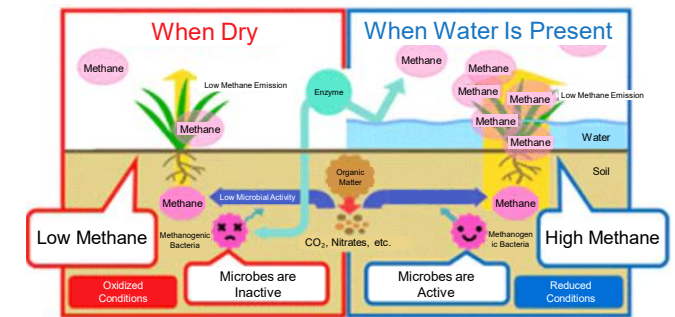 When Dry
When Water Is Present
Methane
Low Methane Emission
Methane
Enzyme
Methane
Methane
Methane
Methane
Low Methane Emission
Methane
Methane
Water
Soil
Organic
Matter
Methane
Low Microbial Activity
Methane
Methanogenic
Bacteria
CO₂, Nitrates, etc.
Methanogen
ic Bacteria
Low Methane
High Methane
Microbes are
Inactive
Microbes are
Active
Oxidized
Conditions
Reduced
Conditions